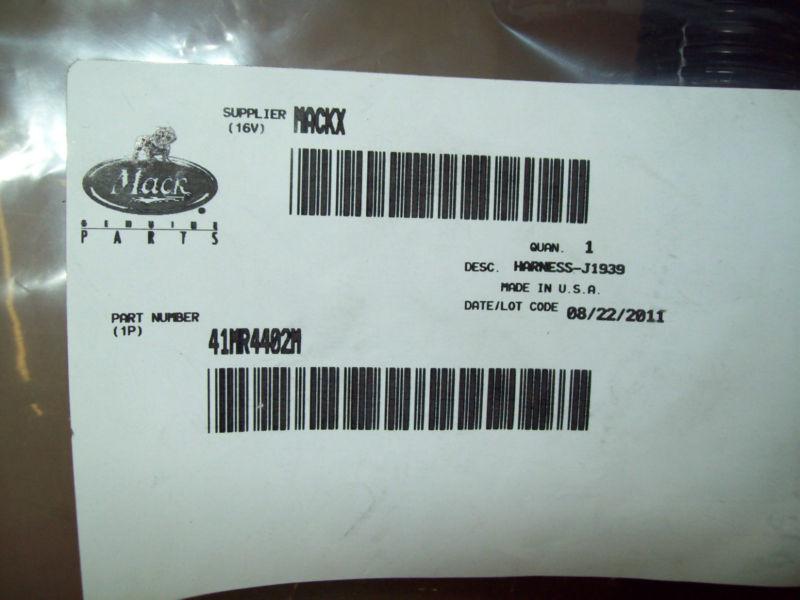 SUPPLIER
(16V)
MACKX
Mack
GENUINE
PARTS
QUAN. 1
DESC. HARNESS-J1939
MADE IN U.S.A.
DATE/LOT CODE 08/22/2011
PART NUMBER
(1P)
41MR4402M